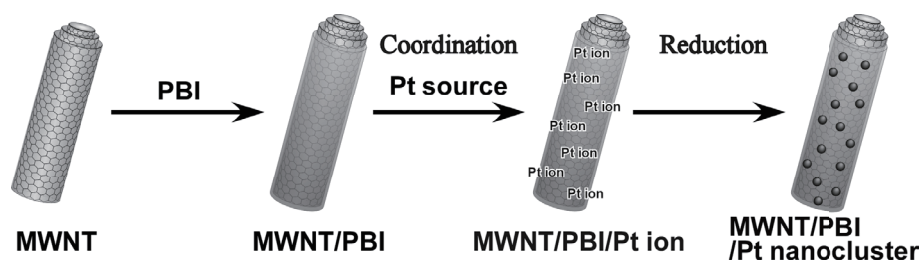 PBI
Coordination
Pt source
Reduction
Pt ion
Pt ion
Pt ion
Pt ion
Pt ion
Pt ion
Pt ion
MWNT
MWNT/PBI
MWNT/PBI/Pt ion
MWNT/PBI
/Pt nanocluster